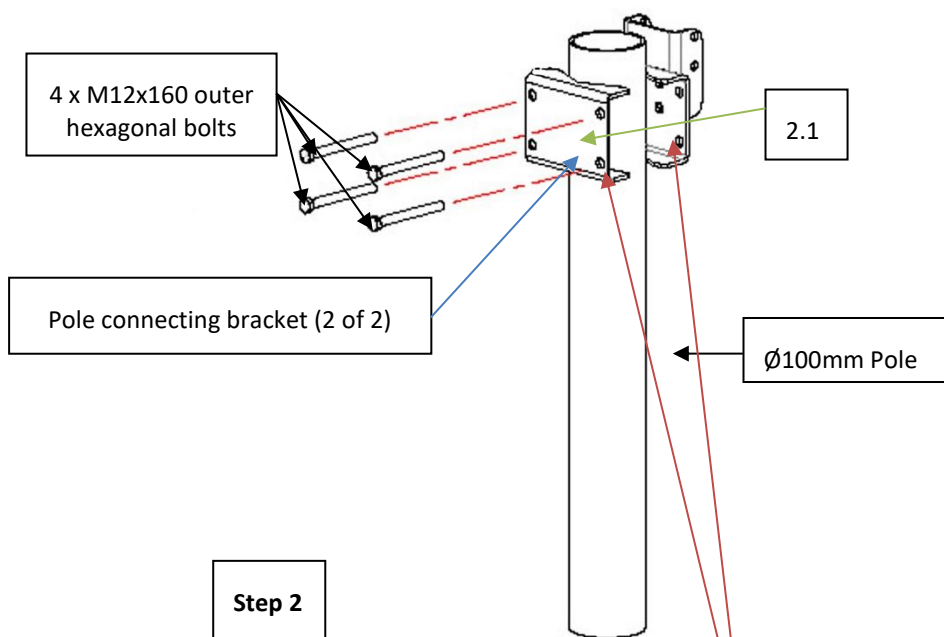 4 x M12x160 outer
hexagonal bolts
2.1
Pole connecting bracket (2 of 2)
Ø100mm Pole
Step 2